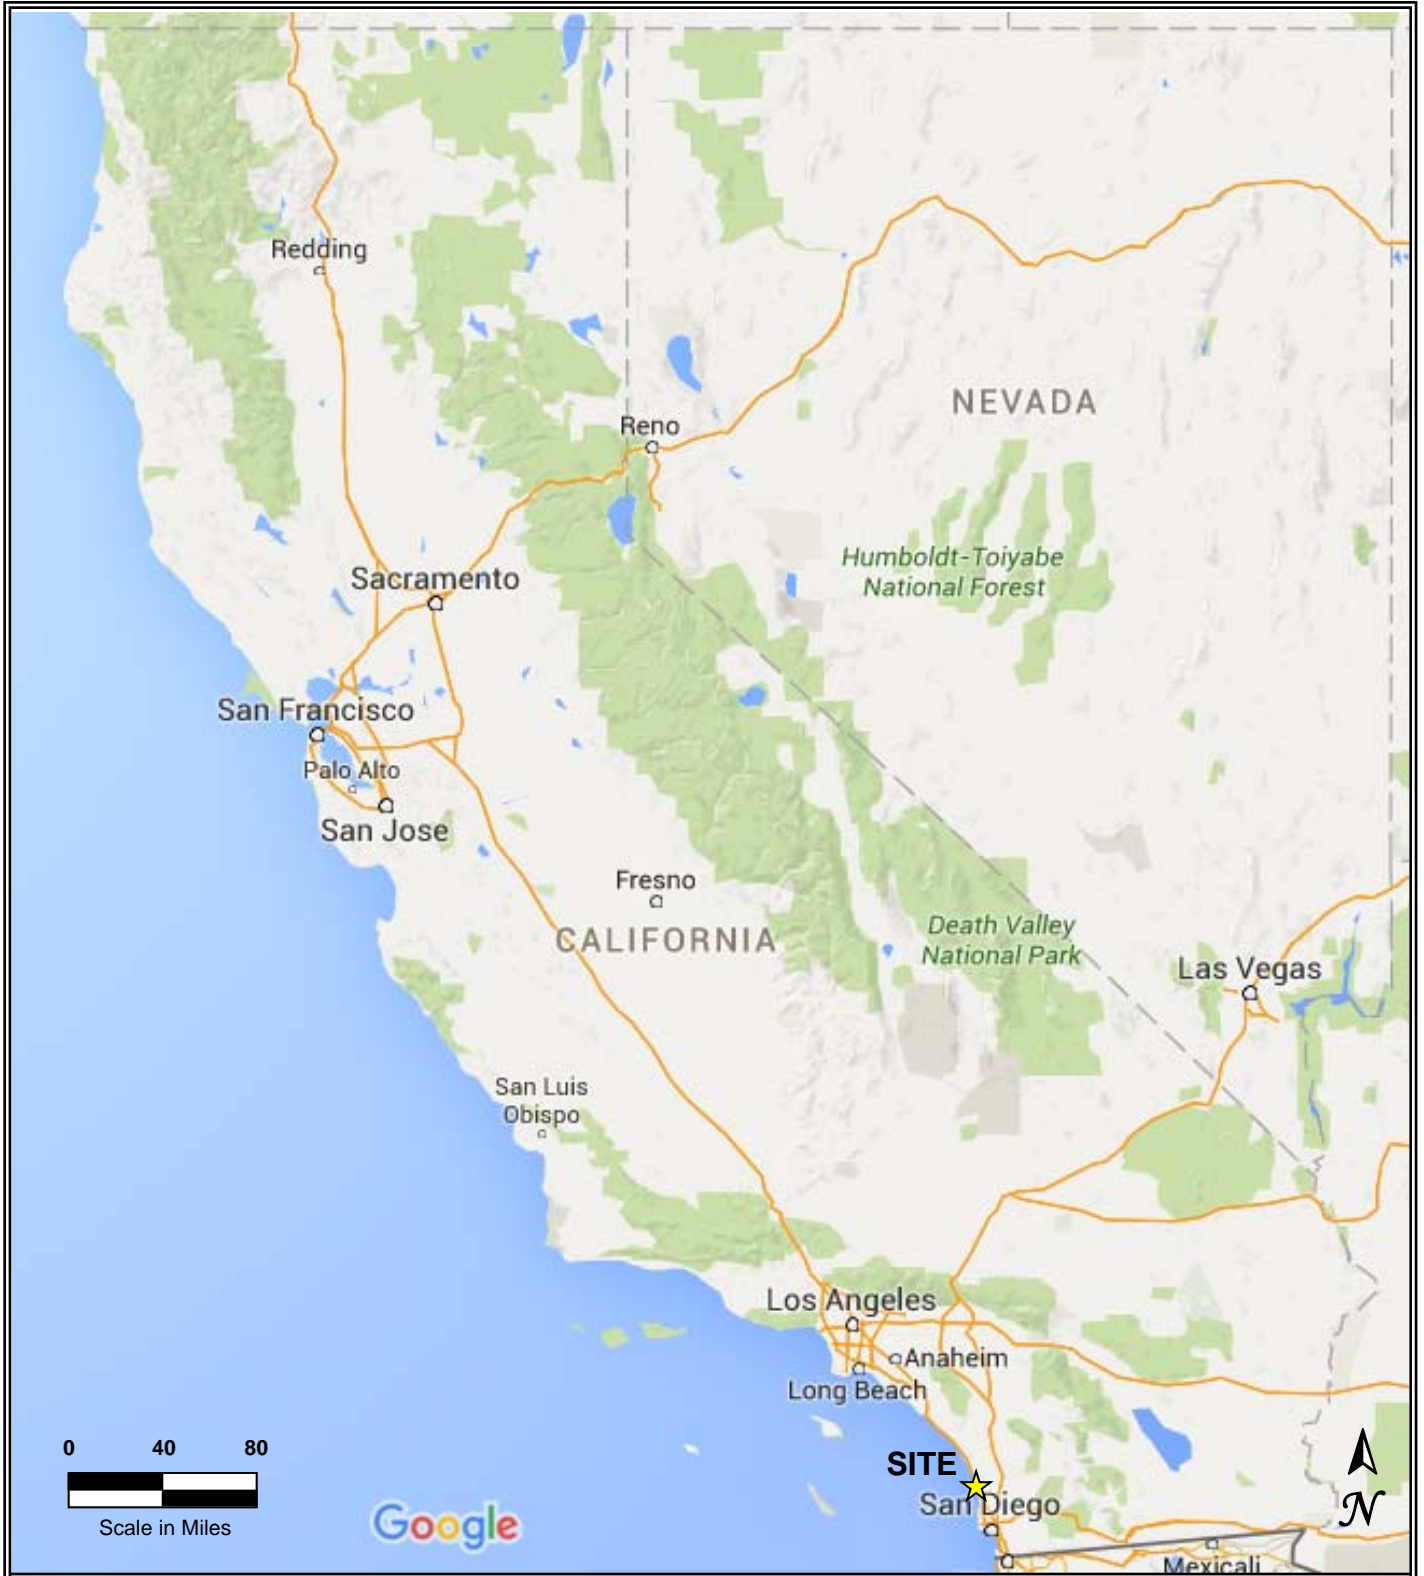 Redding
NEVADA
Reno
Humboldt-Toiyabe
National Forest
Sacramento
San Francisco
Palo Alto
San Jose
Fresno
CALIFORNIA
Death Valley
National Park
Las Vegas
San Luis
Obispo
Los Angeles
Anaheim
Long Beach
0 40 80
Scale in Miles
Google
SITE
San Diego
N
Mexicali